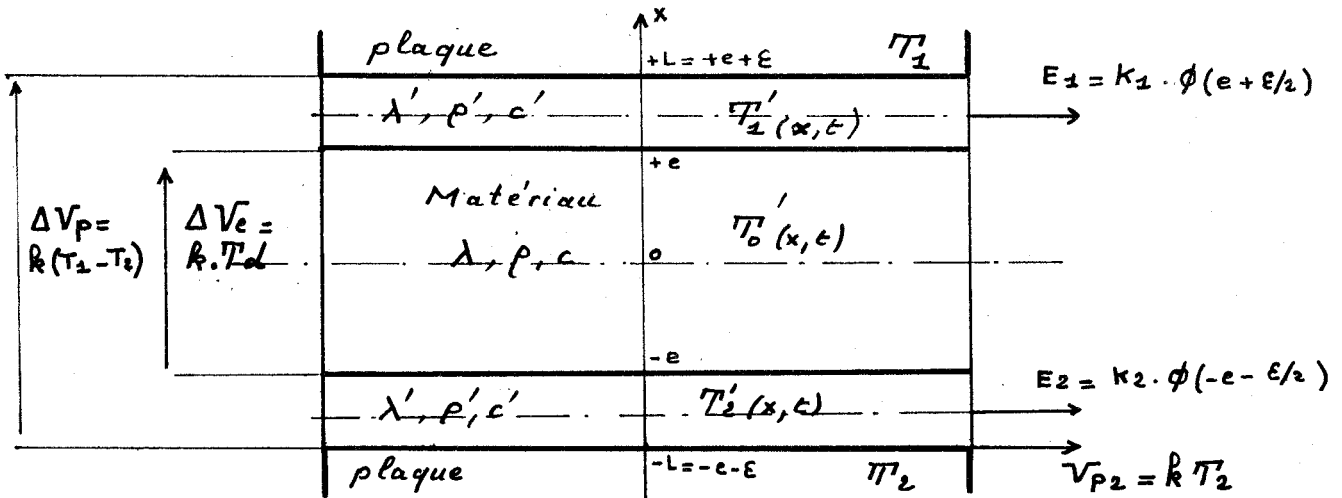 x
plaque
+L = +e + ε
T1
E1 = k1 · ϕ(e + ε/2)
λ', ρ', c'
T'1(x,t)
+e
Matériau
ΔVp =
k(T1 - T2)
ΔVe =
k.Td
T'0(x,t)
λ, ρ, c
o
-e
E2 = k2 · ϕ(-e - ε/2)
λ', ρ', c'
T'2(x,t)
plaque
-L = -e - ε
T2
Vp2 = k T2